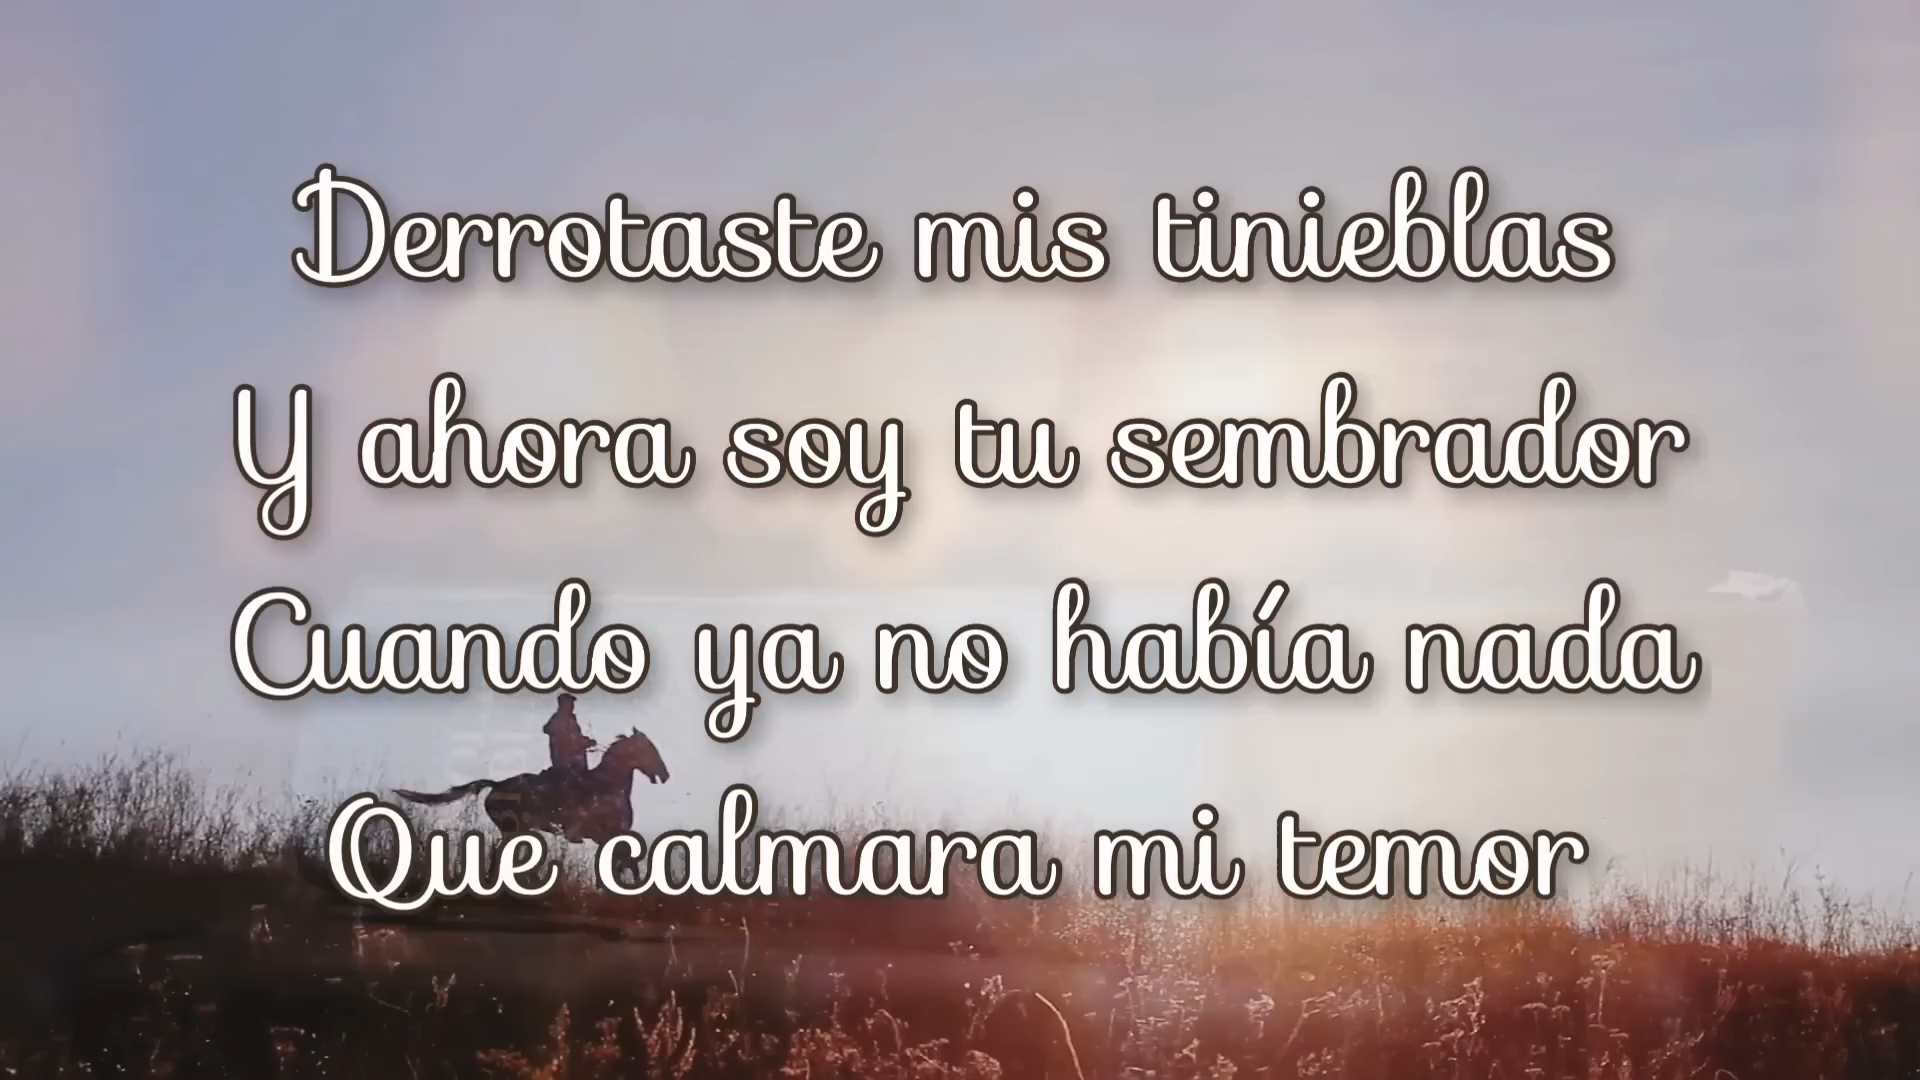 Derrotaste mis tinieblas
Y ahora soy tu sembrador
Cuando ya no había nada
Que calmara mi temor